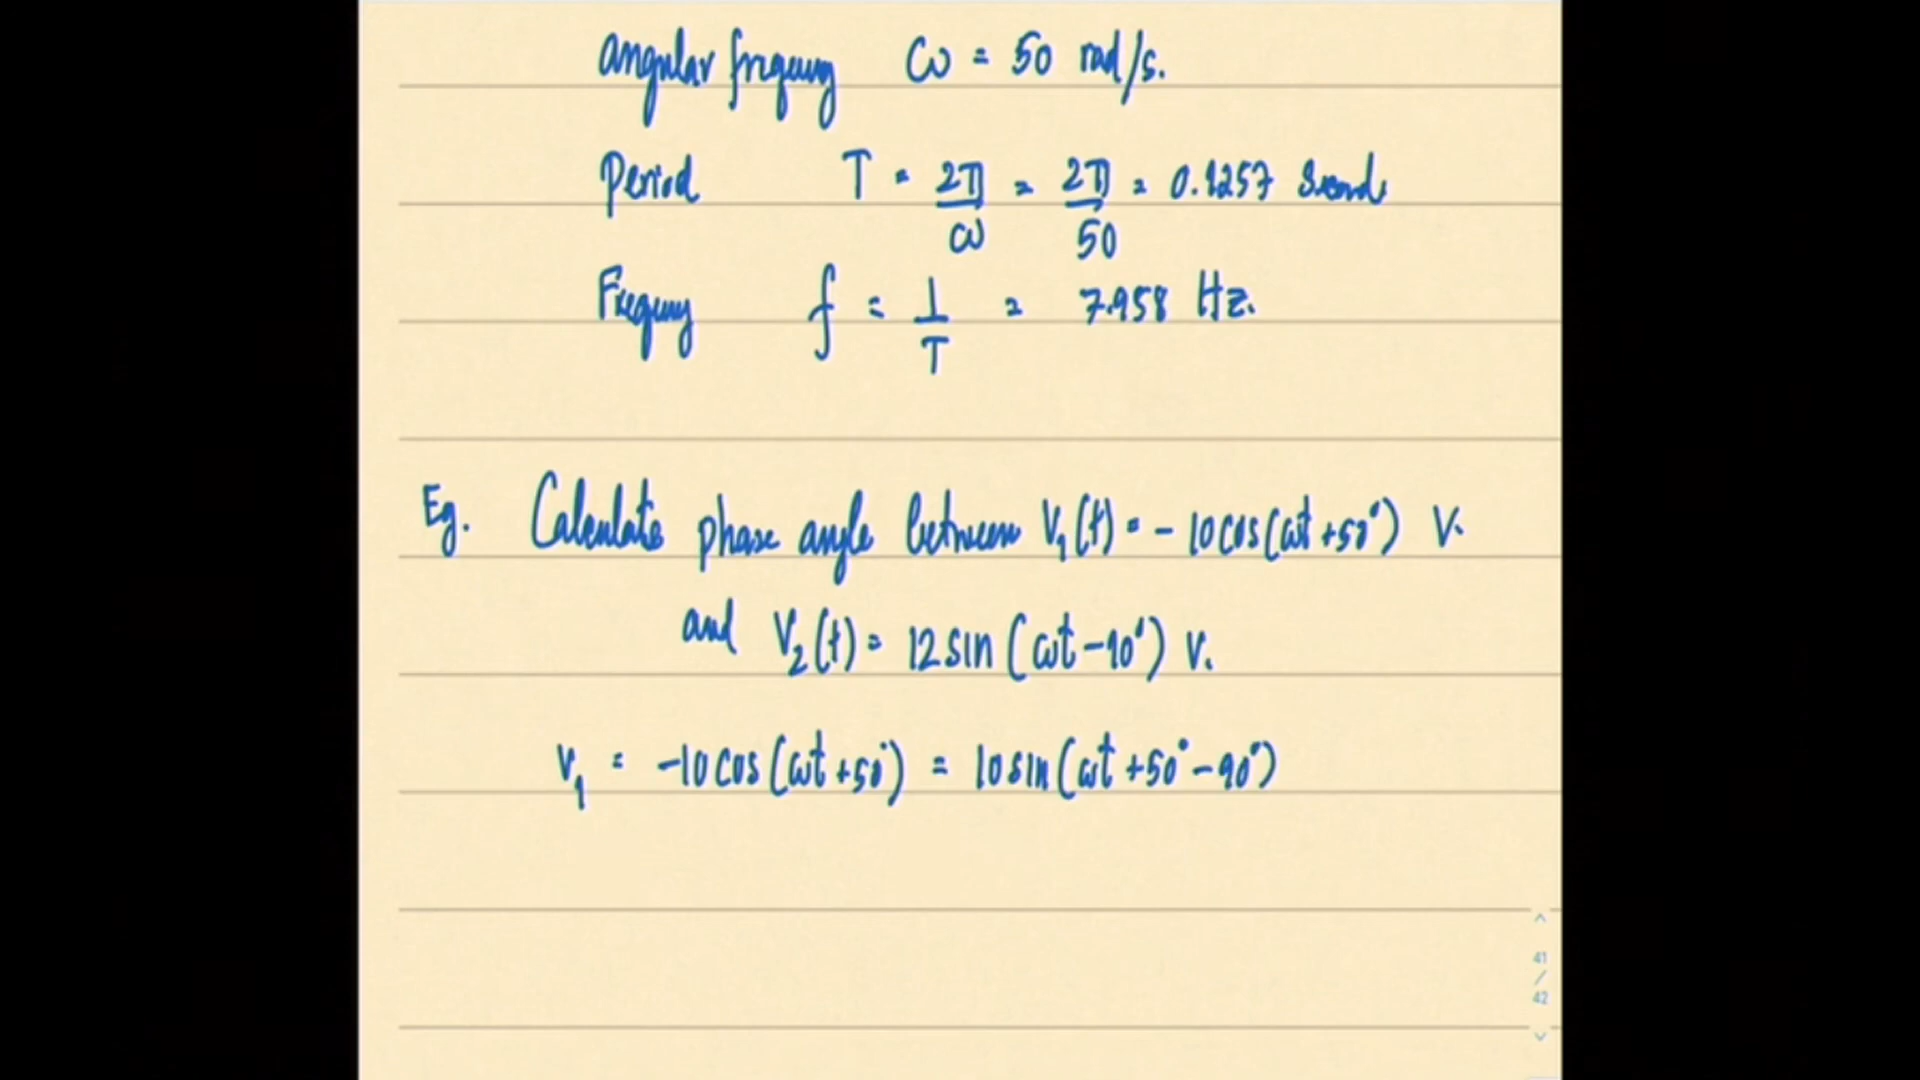 angular frequency ω = 50 rad/s.
Period T = 2π/ω = 2π/50 = 0.1257 Seconds
Frequency f = 1/T = 7.958 Hz.
Eg. Calculate phase angle between V₁(t) = -10cos(ωt+50°) V.
and V₂(t) = 12sin(ωt-10°) V.
V₁ = -10cos(ωt+50°) = 10sin(ωt+50°-90°)
41
/
42